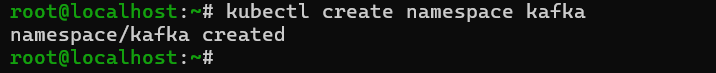 root@localhost:~# kubectl create namespace kafka
namespace/kafka created
root@localhost:~#